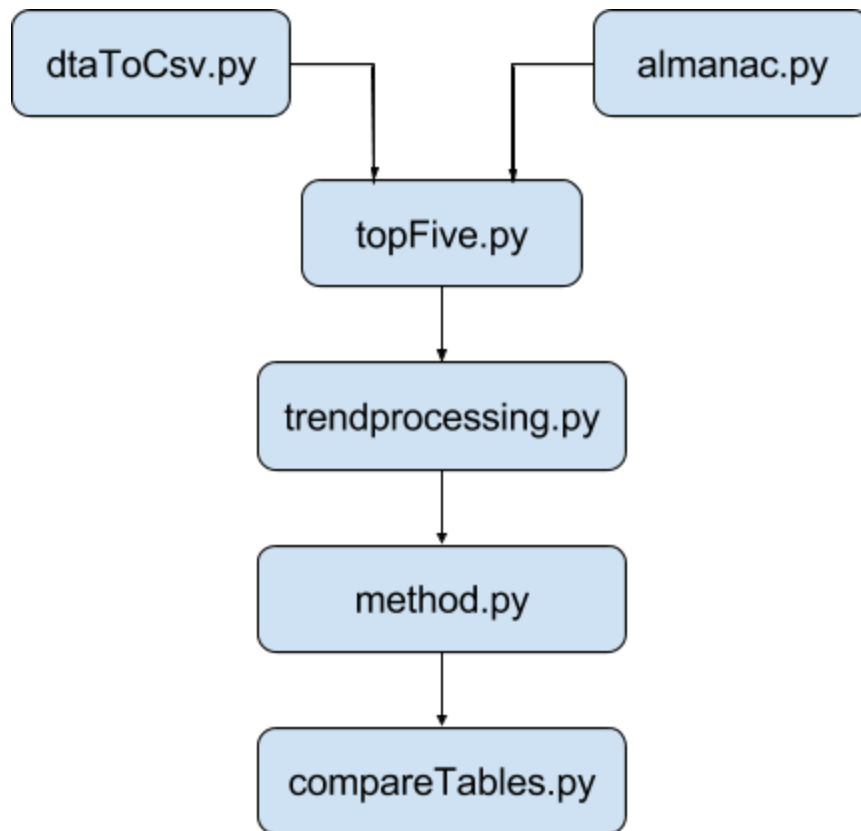 dtaToCsv.py
almanac.py
topFive.py
trendprocessing.py
method.py
compareTables.py